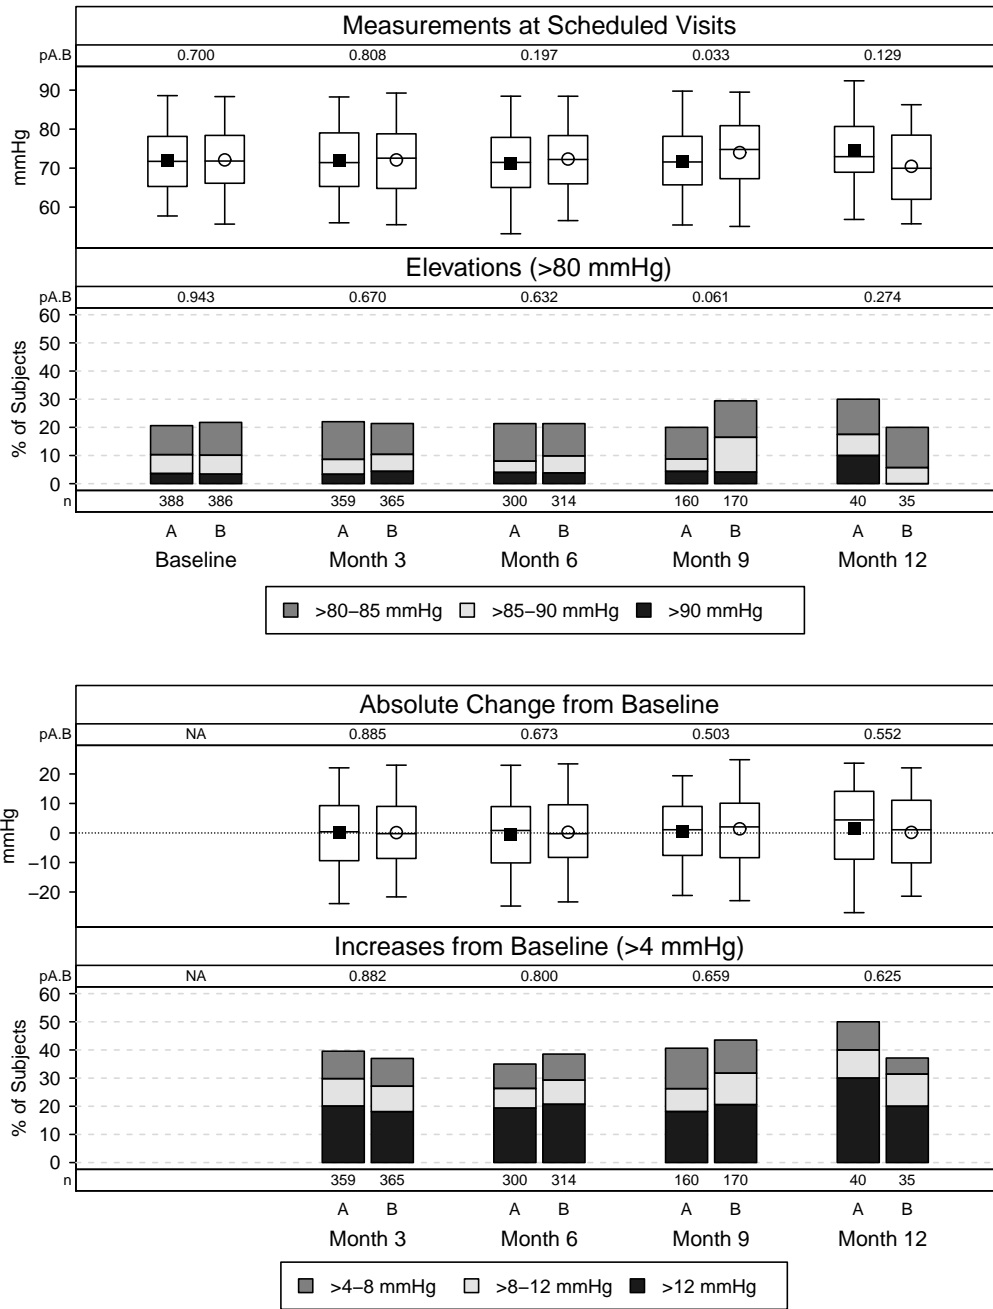 Measurements at Scheduled Visits
pA.B 0.700 0.808 0.197 0.033 0.129
mmHg
90
80
70
60
Elevations (>80 mmHg)
pA.B 0.943 0.670 0.632 0.061 0.274
% of Subjects
60
50
40
30
20
10
0
n 388 386 359 365 300 314 160 170 40 35
A B A B A B A B A B
Baseline Month 3 Month 6 Month 9 Month 12
>80–85 mmHg >85–90 mmHg >90 mmHg
Absolute Change from Baseline
pA.B NA 0.885 0.673 0.503 0.552
mmHg
20
10
0
−10
−20
Increases from Baseline (>4 mmHg)
pA.B NA 0.882 0.800 0.659 0.625
% of Subjects
60
50
40
30
20
10
0
n 359 365 300 314 160 170 40 35
A B A B A B A B
Month 3 Month 6 Month 9 Month 12
>4–8 mmHg >8–12 mmHg >12 mmHg